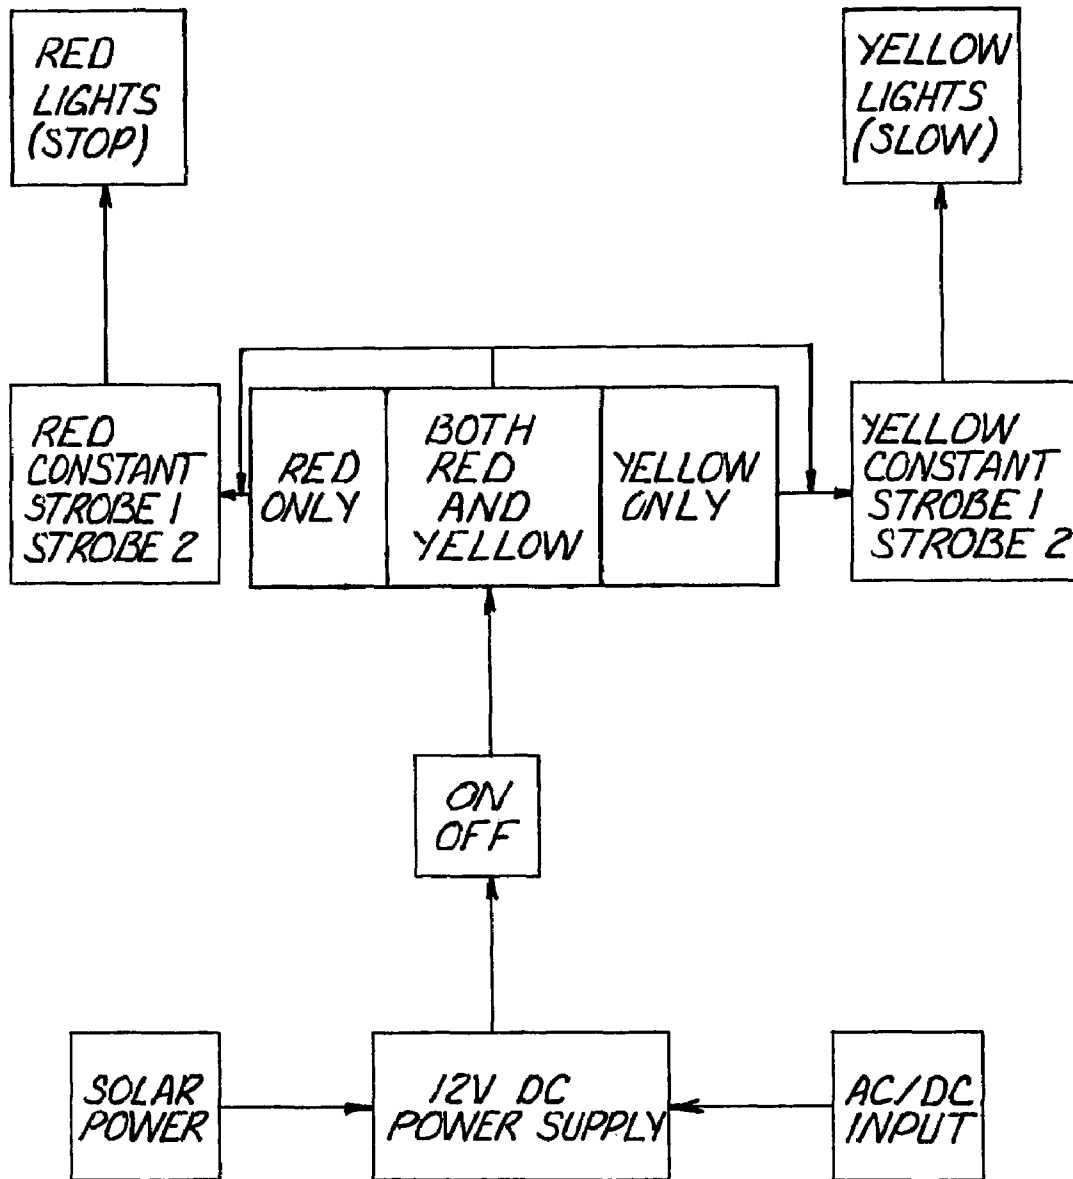 RED
LIGHTS
(STOP)
YELLOW
LIGHTS
(SLOW)
RED
CONSTANT
STROBE 1
STROBE 2
RED
ONLY
BOTH
RED
AND
YELLOW
YELLOW
ONLY
YELLOW
CONSTANT
STROBE 1
STROBE 2
ON
OFF
SOLAR
POWER
12V DC
POWER SUPPLY
AC/DC
INPUT